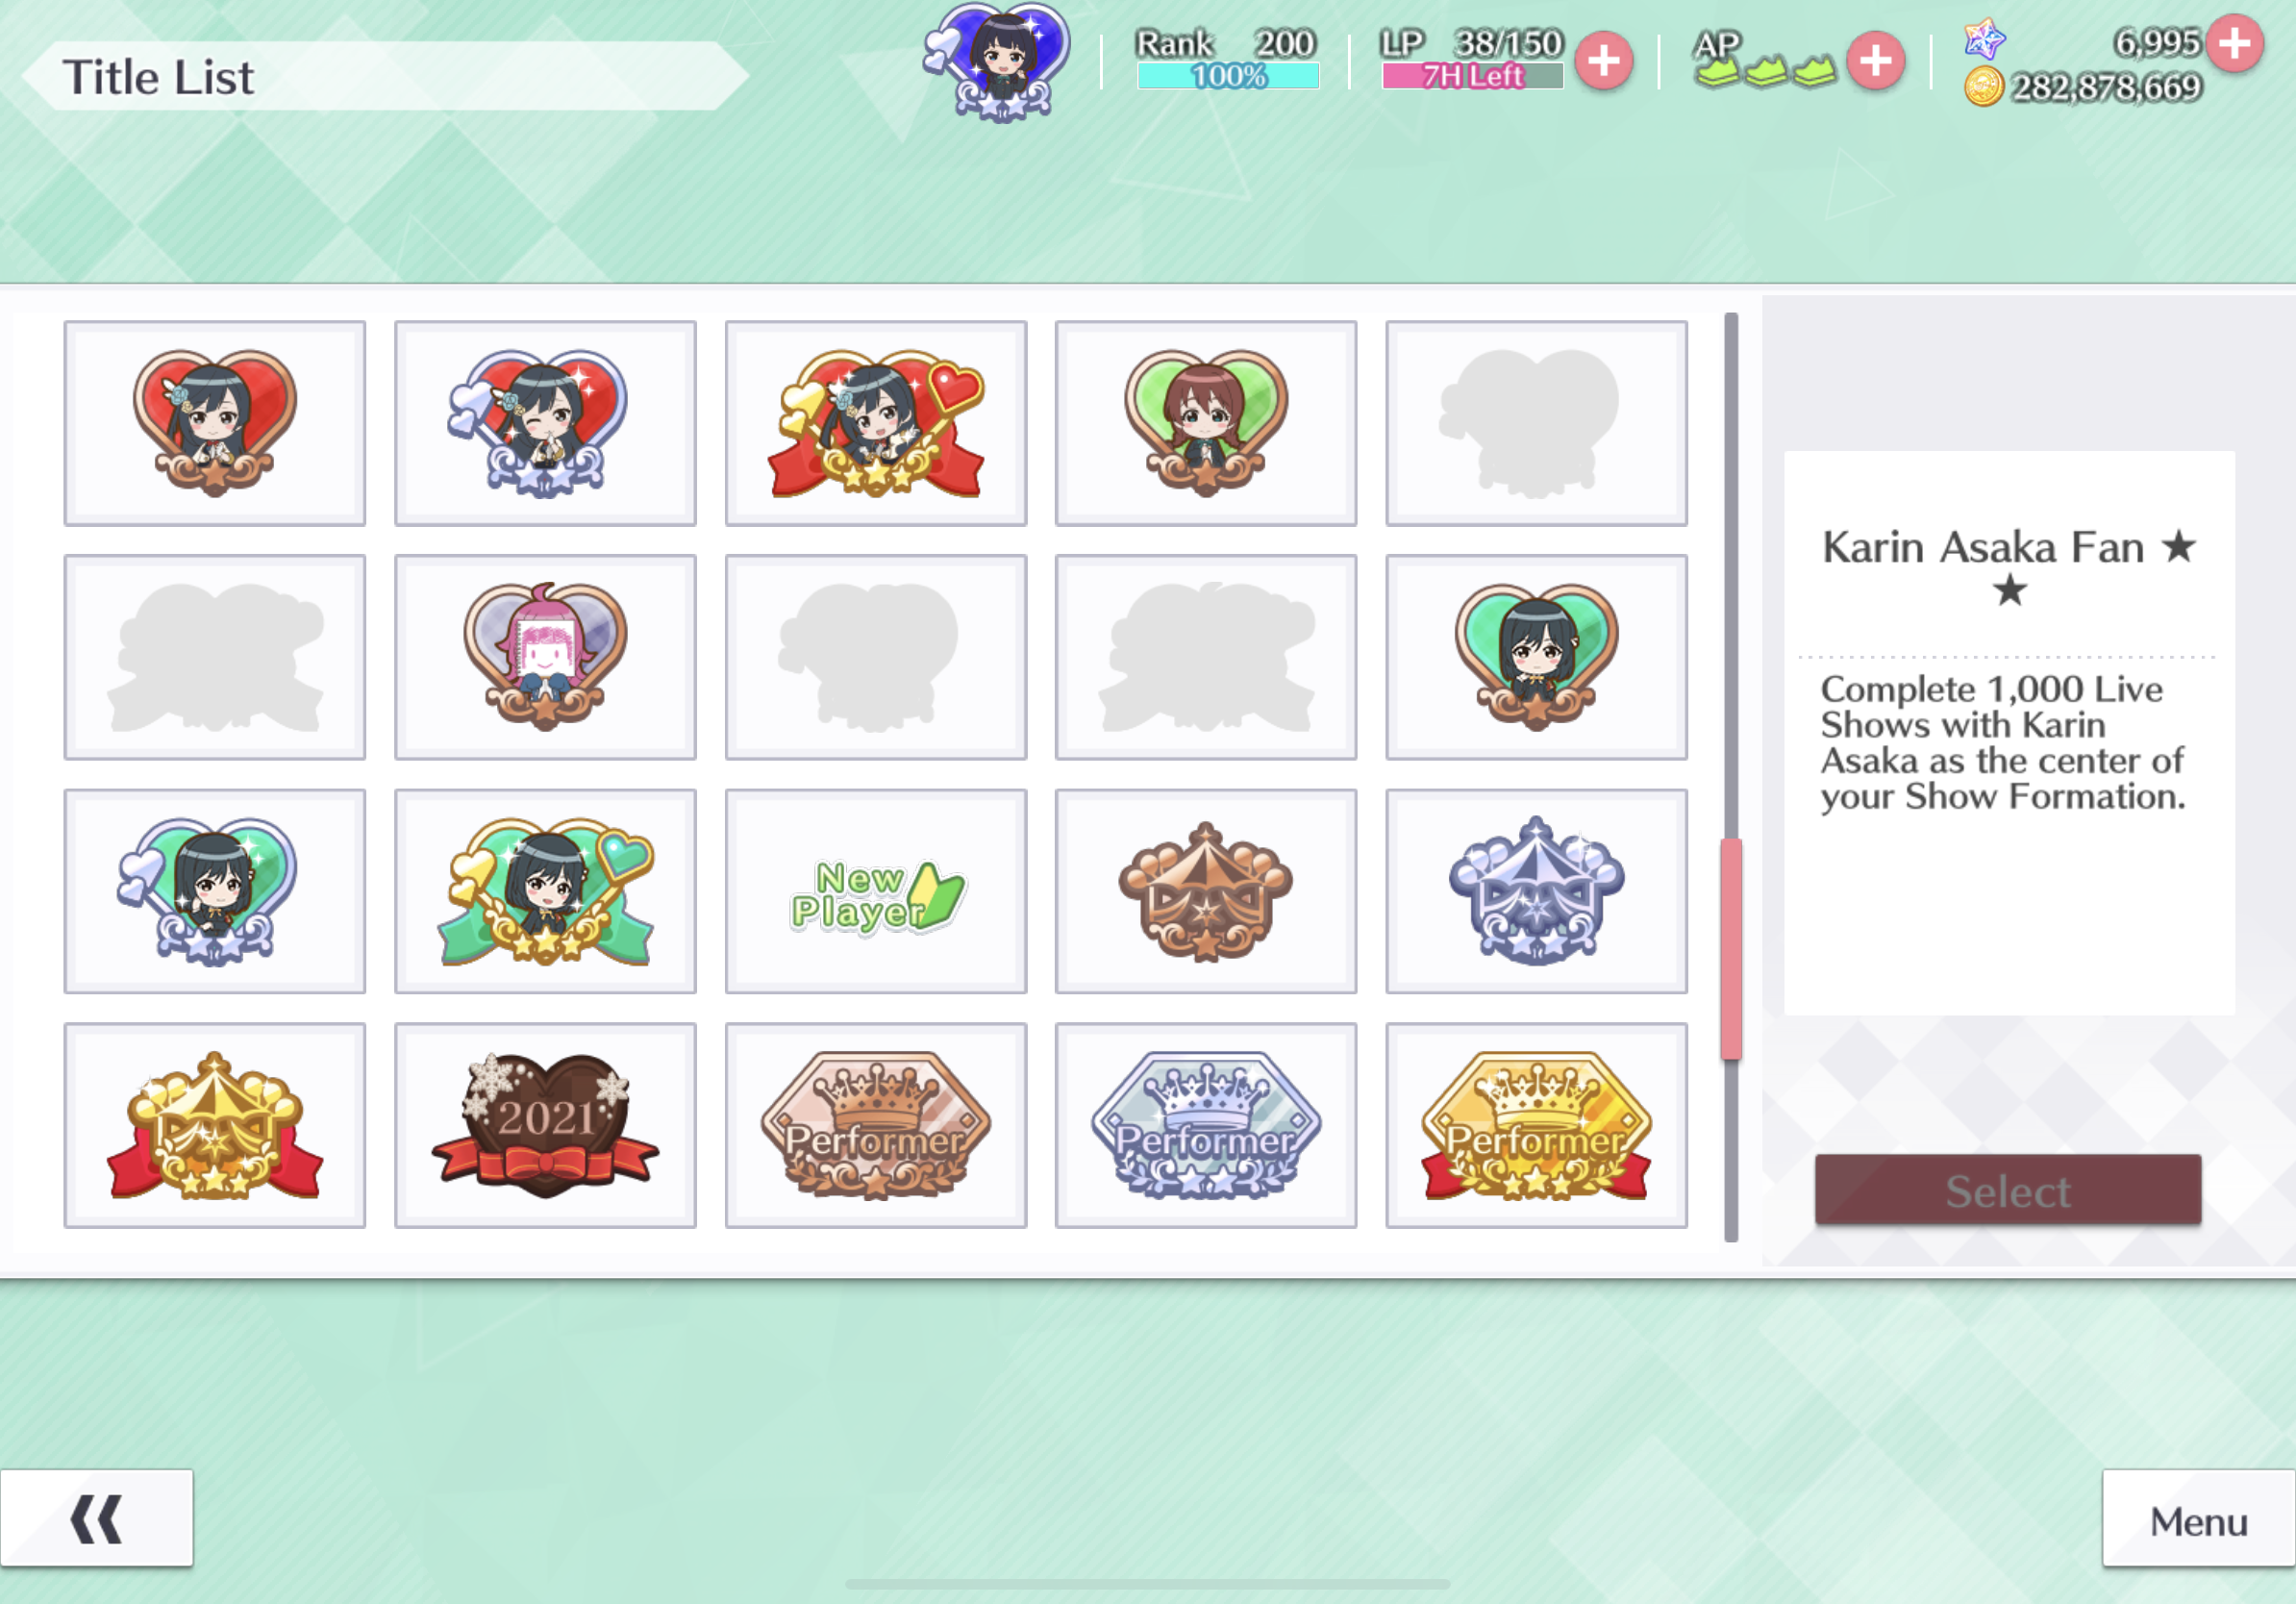 Title List
Rank 200
100%
LP 38/150
7H Left
AP
6,995
282,878,669
Karin Asaka Fan ★
★
Complete 1,000 Live
Shows with Karin
Asaka as the center of
your Show Formation.
New
Player
2021
Performer
Performer
Performer
Select
Menu